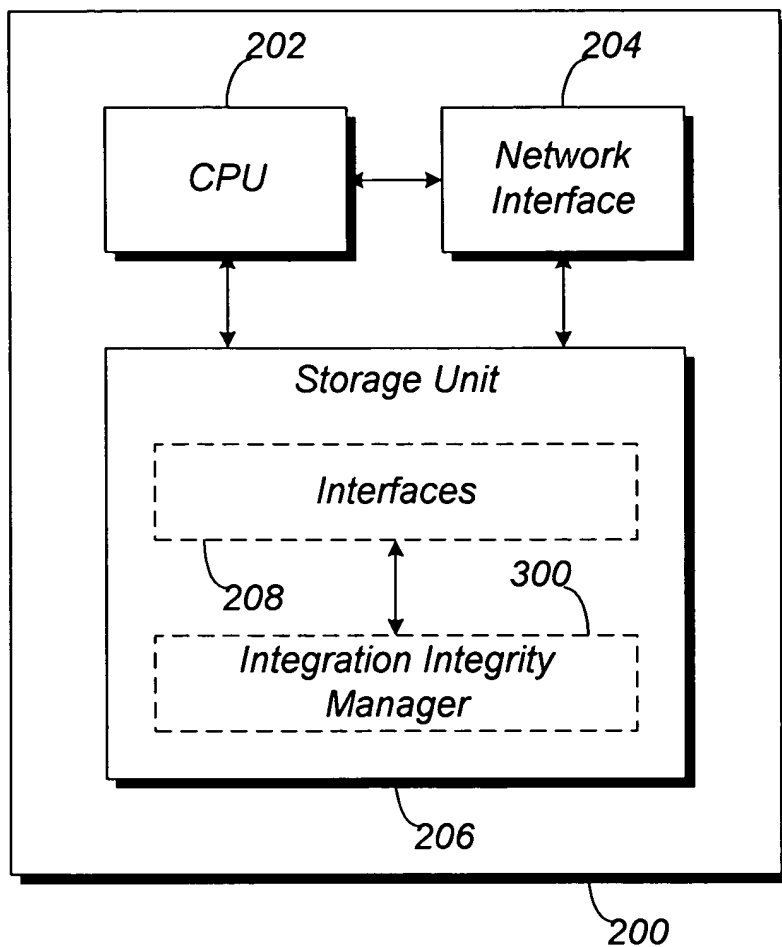 202
204
CPU
Network
Interface
Storage Unit
Interfaces
208
300
Integration Integrity
Manager
206
200